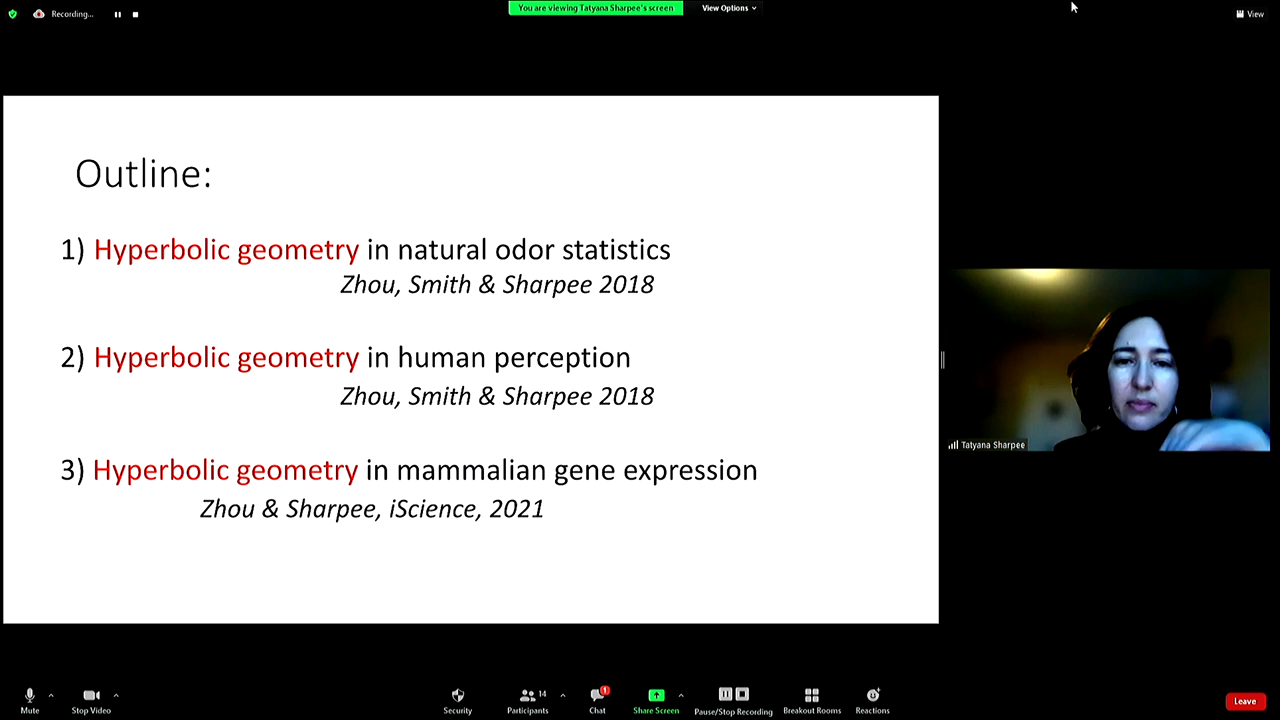 Recording...
You are viewing Tatyana Sharpee's screen
View Options
View
Outline:
1) Hyperbolic geometry in natural odor statistics
Zhou, Smith & Sharpee 2018
2) Hyperbolic geometry in human perception
Zhou, Smith & Sharpee 2018
3) Hyperbolic geometry in mammalian gene expression
Zhou & Sharpee, iScience, 2021
Tatyana Sharpee
Mute
Stop Video
Security
Participants
14
Chat
1
Share Screen
Pause/Stop Recording
Breakout Rooms
Reactions
Leave